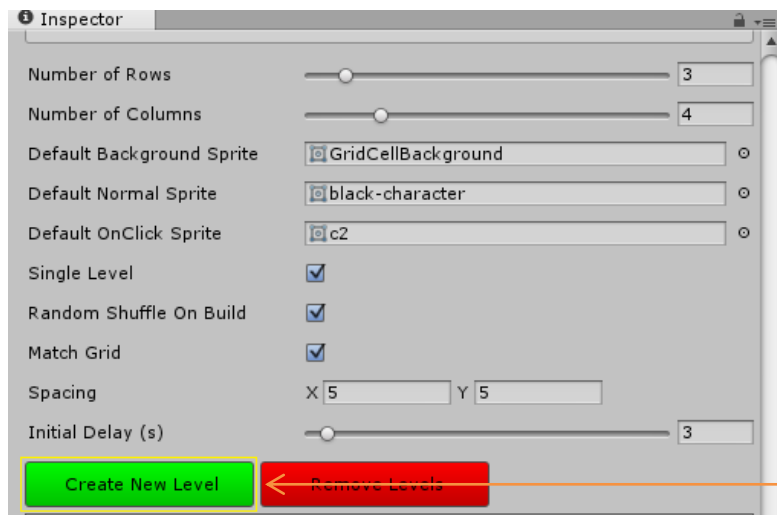 Inspector
Number of Rows 3
Number of Columns 4
Default Background Sprite GridCellBackground
Default Normal Sprite black-character
Default OnClick Sprite c2
Single Level
Random Shuffle On Build
Match Grid
Spacing X 5 Y 5
Initial Delay (s) 3
Create New Level Remove Levels